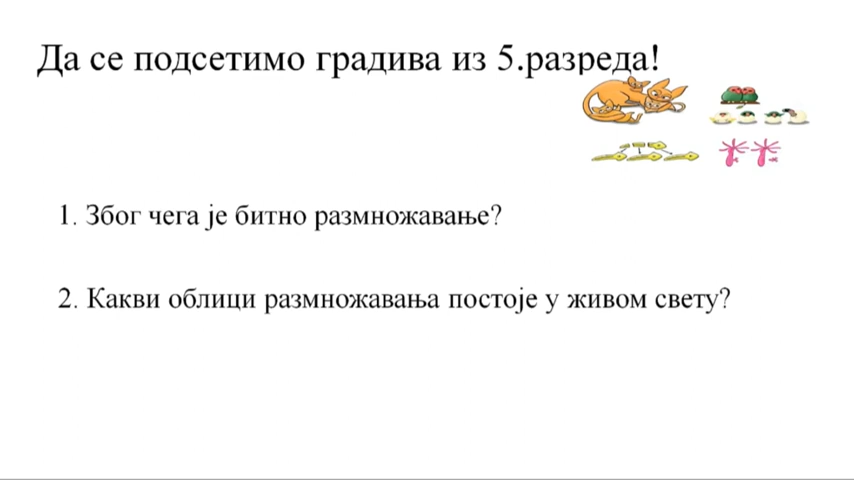 Да се подсетимо градива из 5.разреда!
1. Због чега је битно размножавање?
2. Какви облици размножавања постоје у живом свету?